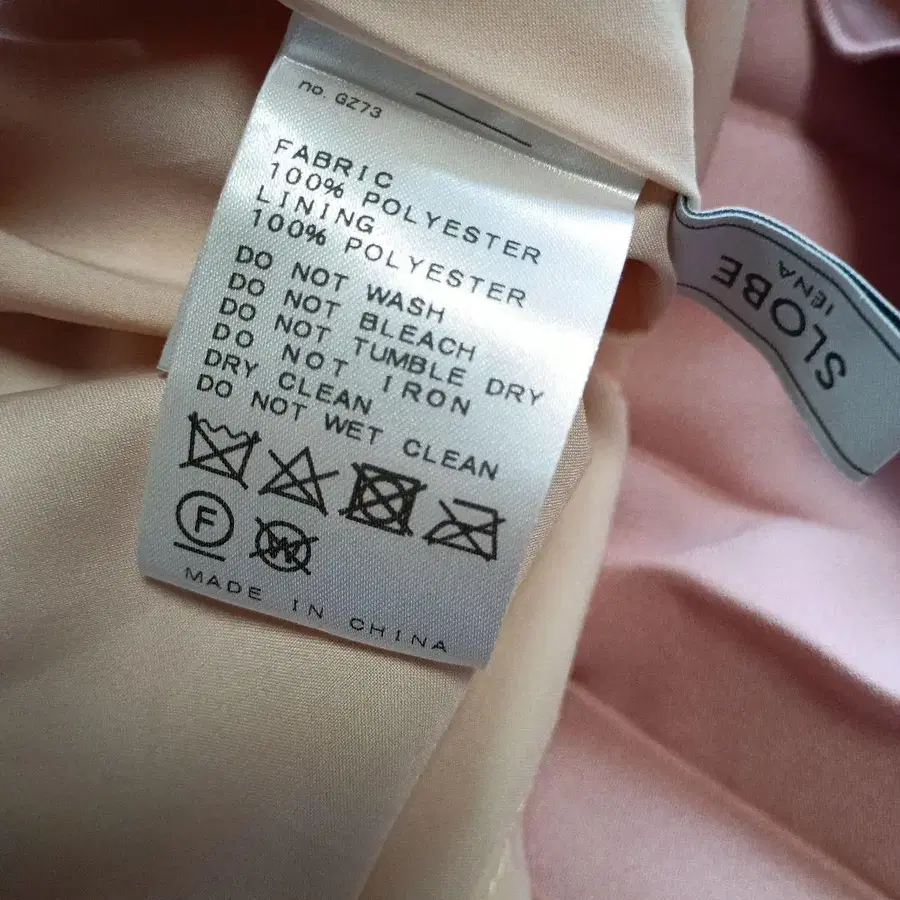 no. GZ73
FABRIC
100% POLYESTER
LINING
100% POLYESTER
DO NOT WASH
DO NOT BLEACH
DO NOT TUMBLE DRY
DO NOT IRON
DRY CLEAN
DO NOT WET CLEAN
F
W
MADE IN CHINA
SLOBE
IENA